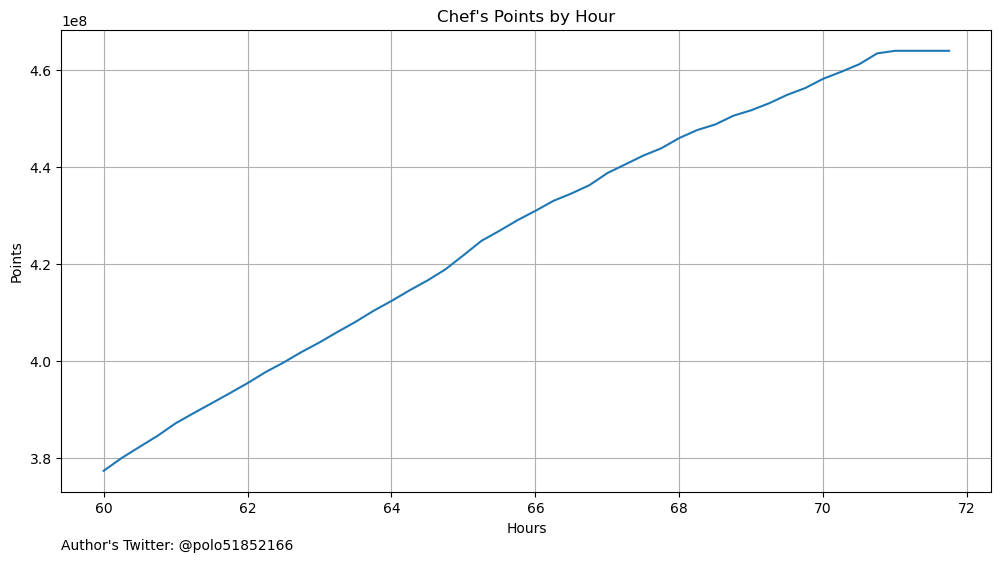 Chef's Points by Hour
1e8
4.6
4.4
4.2
4.0
3.8
Points
60 62 64 66 68 70 72
Hours
Author's Twitter: @polo51852166